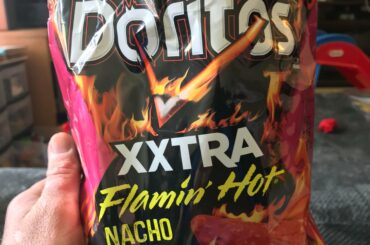 Doritos
XXTRA
Flamin' Hot
NACHO